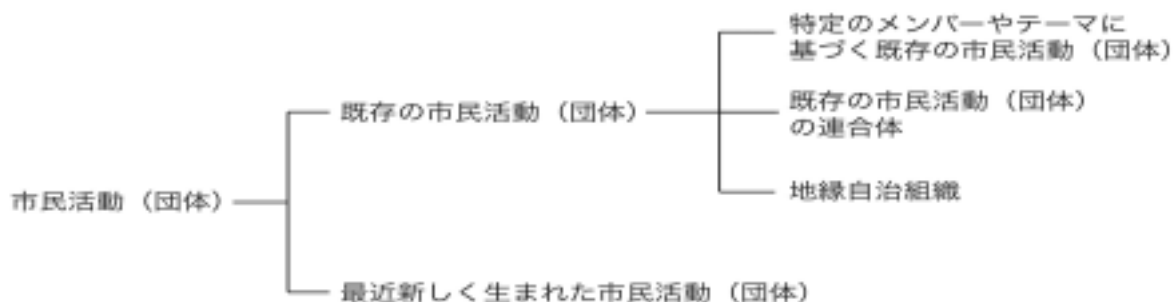 特定のメンバーやテーマに
基づく既存の市民活動（団体）
既存の市民活動（団体）
既存の市民活動（団体）
の連合体
地縁自治組織
市民活動（団体）
最近新しく生まれた市民活動（団体）